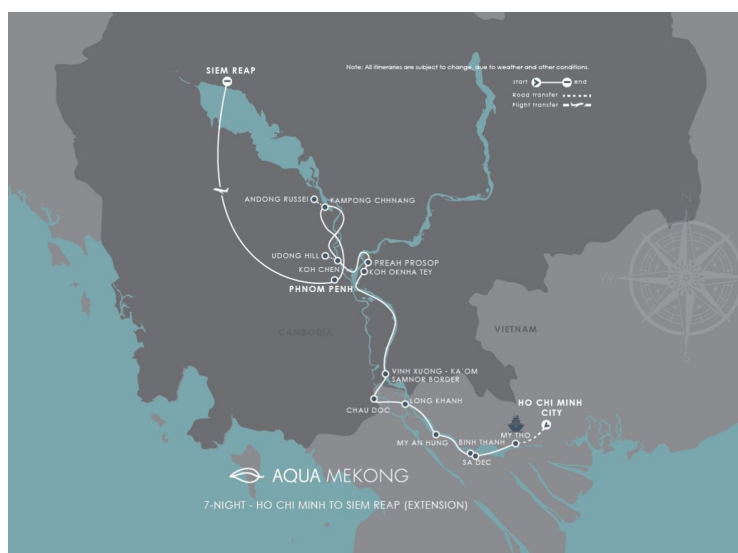 Note: All itineraries are subject to change, due to weather and other conditions.
start
end
Road transfer
Flight transfer
SIEM REAP
N
ANDONG RUSSEI
KAMPONG CHHNANG
UDONG HILL
KOH CHEN
PREAH PROSOP
KOH OKNHA TEY
PHNOM PENH
CAMBODIA
VIETNAM
VINH XUONG - KA'OM
SAMNOR BORDER
CHAU DOC
LONG KHANH
HO CHI MINH
CITY
MY THO
MY AN HUNG
BINH THANH
SA DEC
AQUA MEKONG
7-NIGHT - HO CHI MINH TO SIEM REAP (EXTENSION)